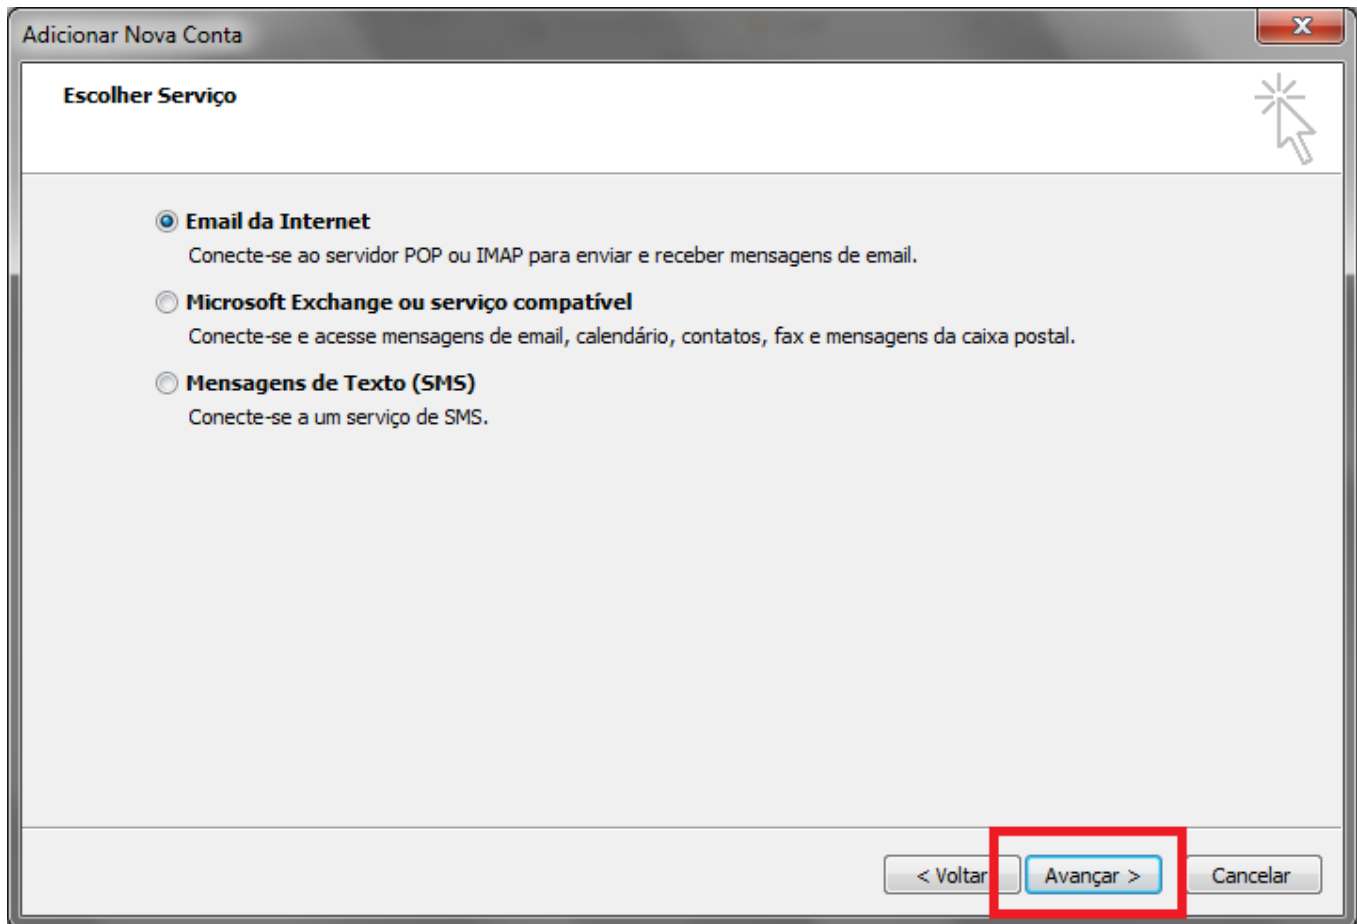 Adicionar Nova Conta
X
Escolher Serviço
Email da Internet
Conecte-se ao servidor POP ou IMAP para enviar e receber mensagens de email.
Microsoft Exchange ou serviço compatível
Conecte-se e acesse mensagens de email, calendário, contatos, fax e mensagens da caixa postal.
Mensagens de Texto (SMS)
Conecte-se a um serviço de SMS.
< Voltar Avançar > Cancelar